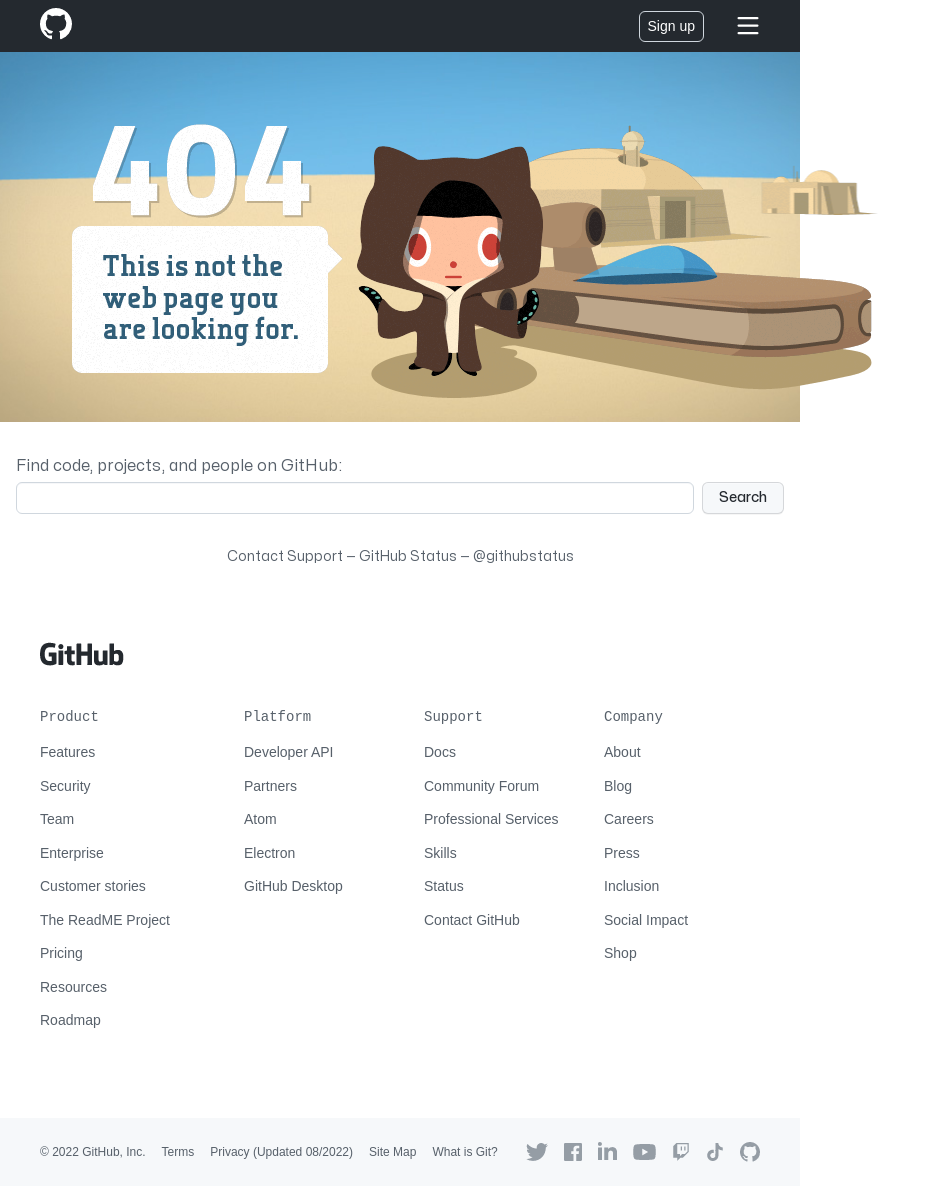 Sign up
404
This is not the
web page you
are looking for.
Find code, projects, and people on GitHub:
Search
Contact Support — GitHub Status — @githubstatus
GitHub
Product
Features
Security
Team
Enterprise
Customer stories
The ReadME Project
Pricing
Resources
Roadmap
Platform
Developer API
Partners
Atom
Electron
GitHub Desktop
Support
Docs
Community Forum
Professional Services
Skills
Status
Contact GitHub
Company
About
Blog
Careers
Press
Inclusion
Social Impact
Shop
© 2022 GitHub, Inc. Terms Privacy (Updated 08/2022) Site Map What is Git?